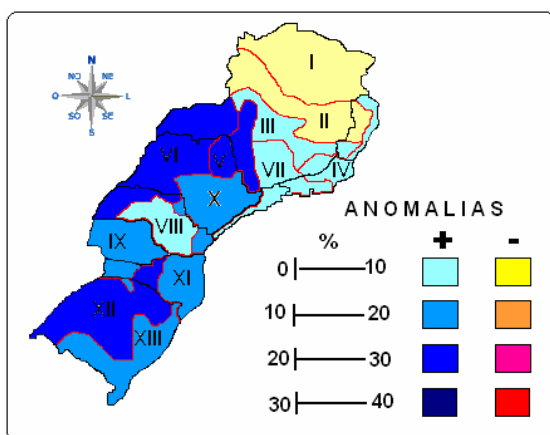 N
NO NE
O L
SO SE
S
I
II
III
IV
V
VI
VII
VIII
IX
X
XI
XII
XIII
ANOMALIAS
% + -
0 10
10 20
20 30
30 40